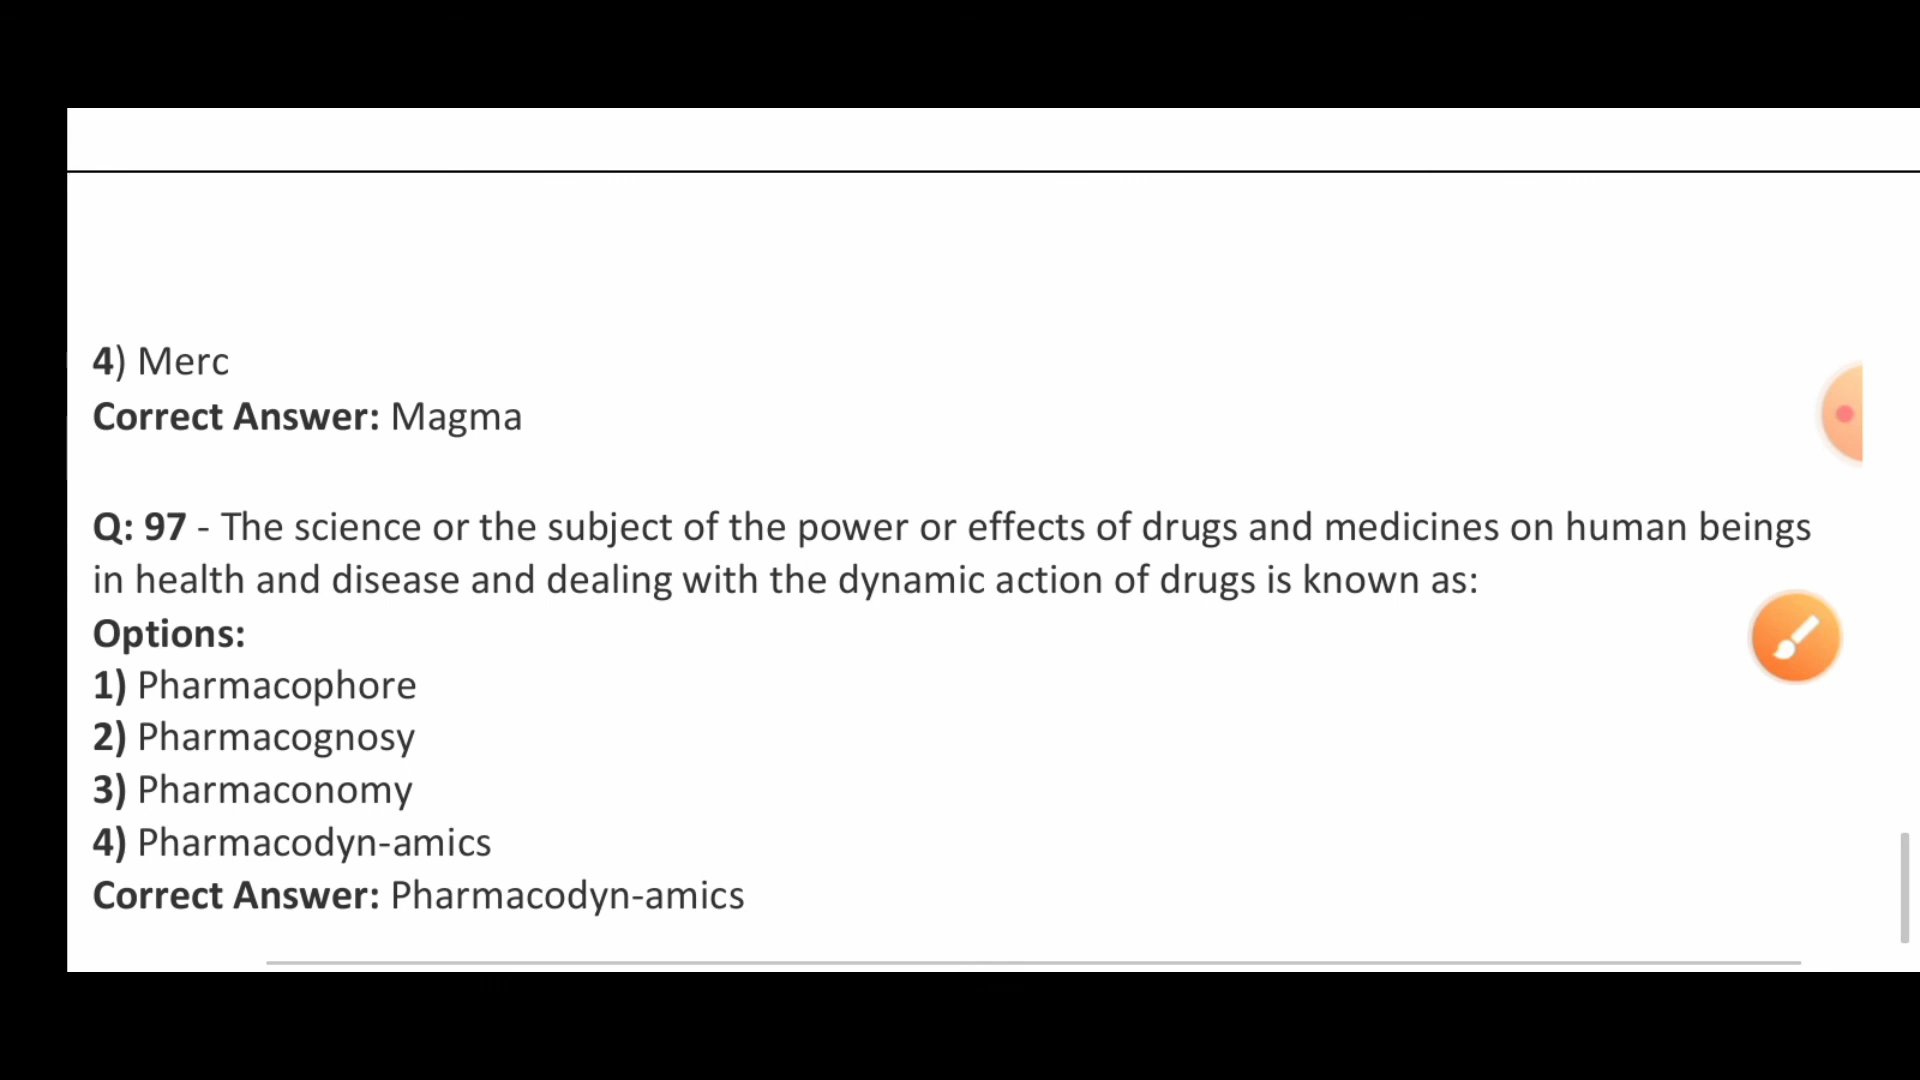 4) Merc
Correct Answer: Magma
Q: 97 - The science or the subject of the power or effects of drugs and medicines on human beings
in health and disease and dealing with the dynamic action of drugs is known as:
Options:
1) Pharmacophore
2) Pharmacognosy
3) Pharmaconomy
4) Pharmacodyn-amics
Correct Answer: Pharmacodyn-amics